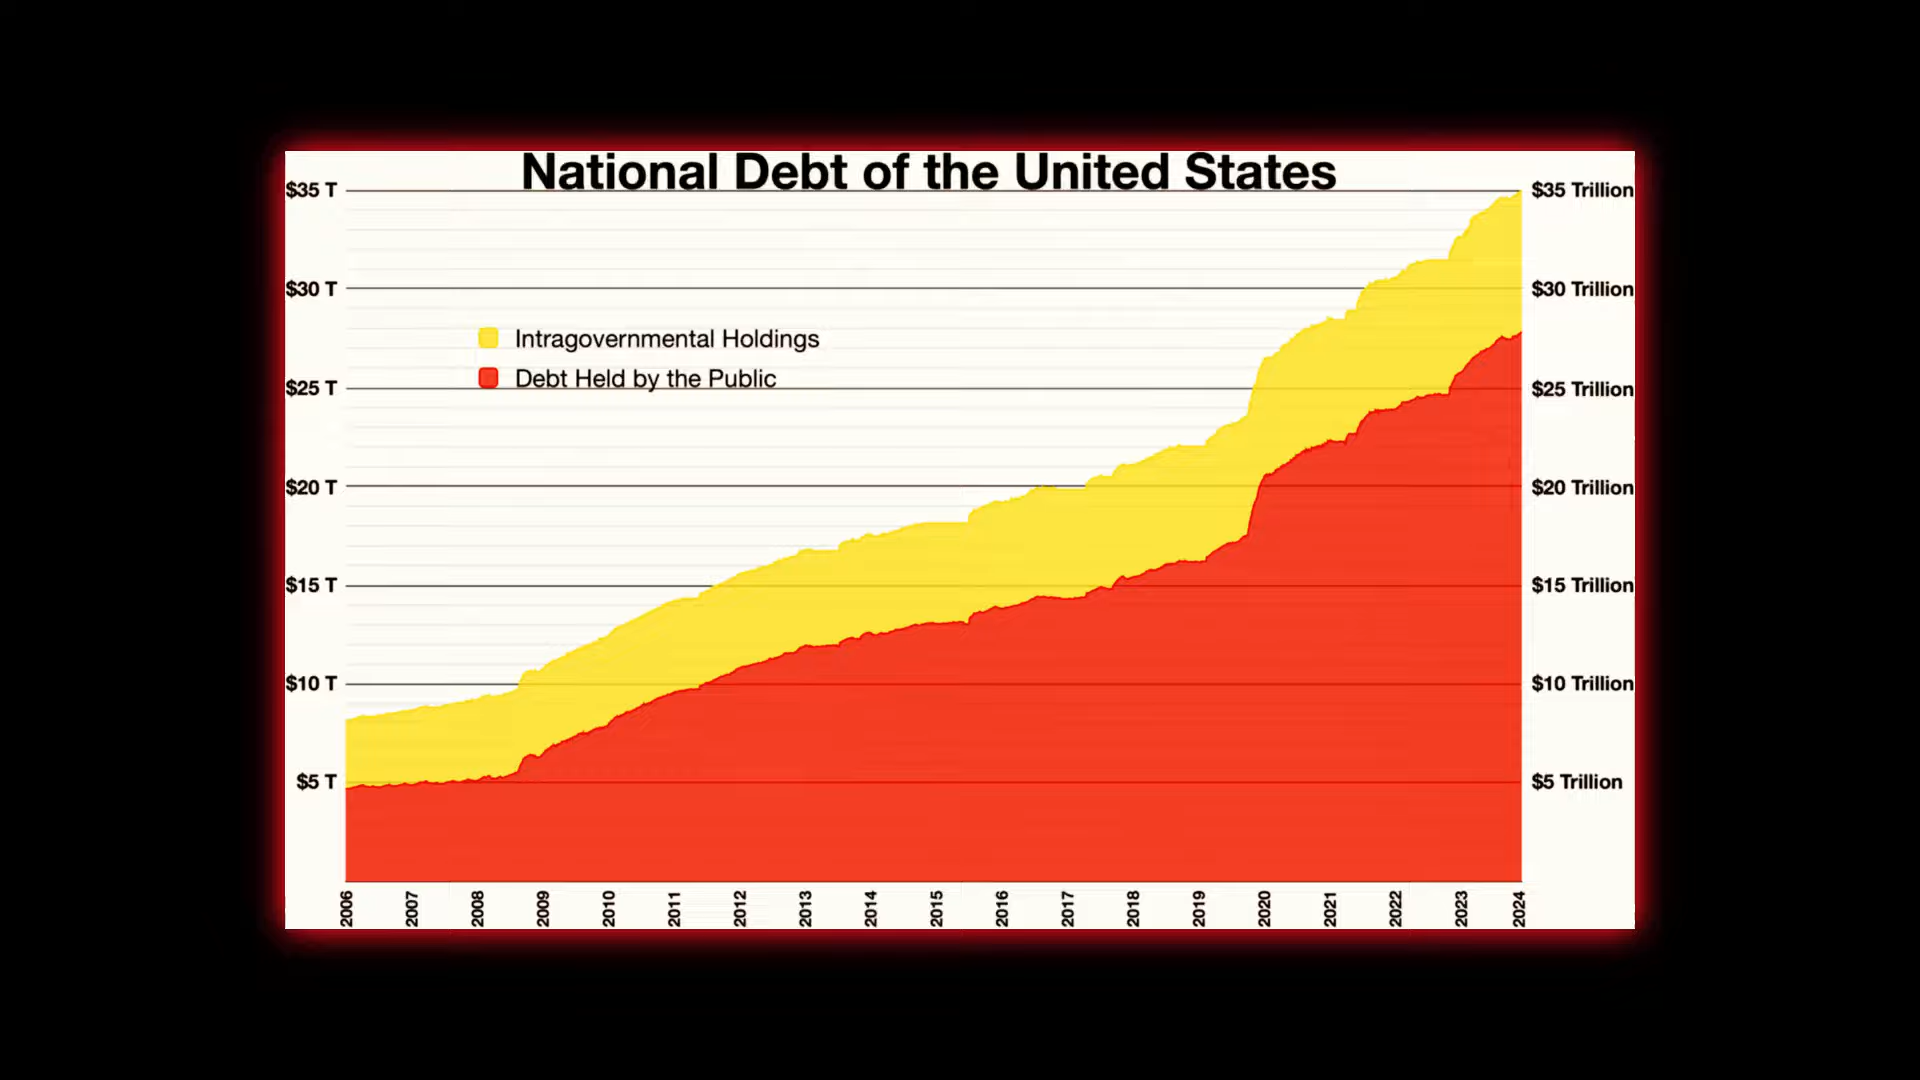 National Debt of the United States
$35 T
$35 Trillion
$30 T
$30 Trillion
Intragovernmental Holdings
Debt Held by the Public
$25 T
$25 Trillion
$20 T
$20 Trillion
$15 T
$15 Trillion
$10 T
$10 Trillion
$5 T
$5 Trillion
2006
2007
2008
2009
2010
2011
2012
2013
2014
2015
2016
2017
2018
2019
2020
2021
2022
2023
2024